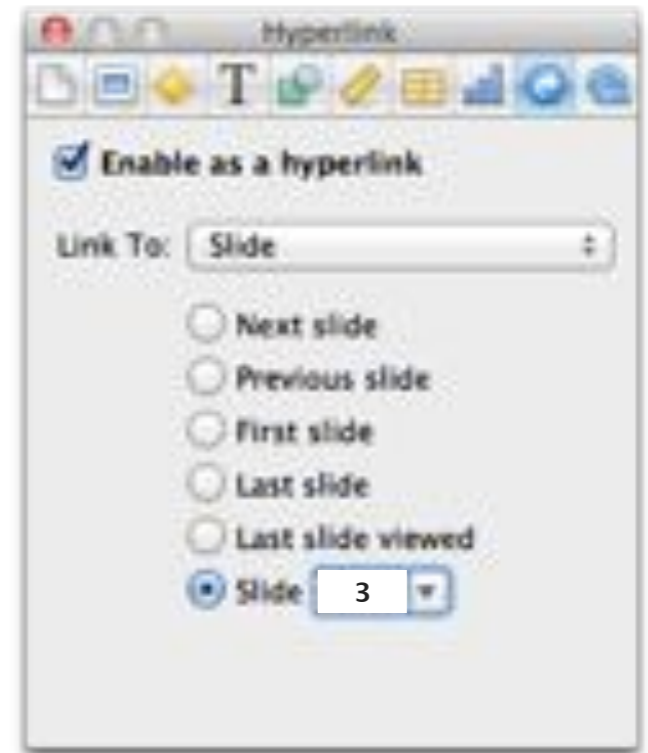 Hyperlink
T
Enable as a hyperlink
Link To: Slide
Next slide
Previous slide
First slide
Last slide
Last slide viewed
Slide 3